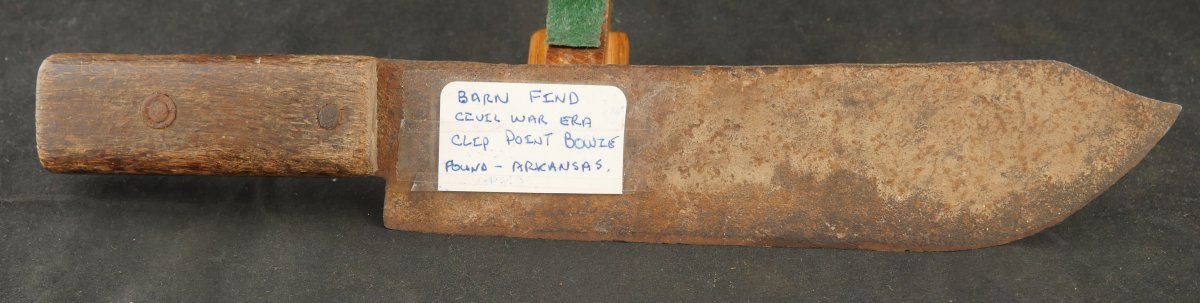 BARN FIND
CIVIL WAR ERA
CLIP POINT BOWIE
FOUND - ARKANSAS.